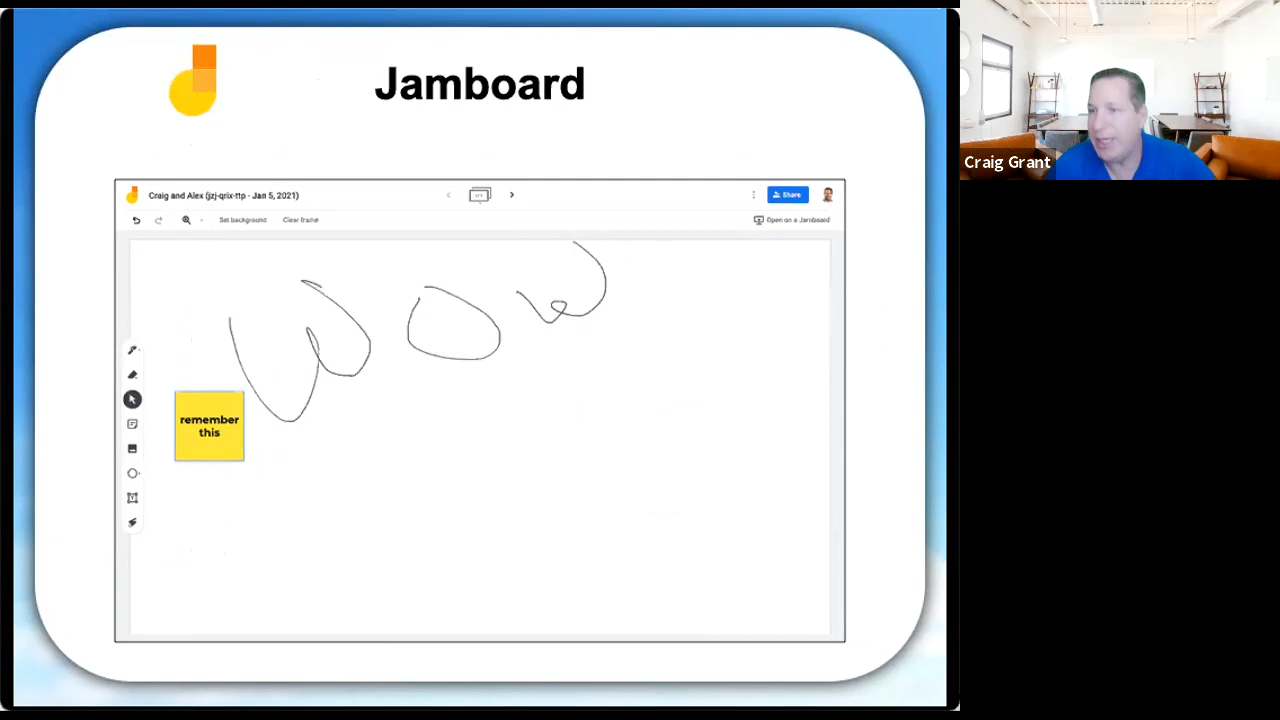 Jamboard
Craig Grant
Craig and Alex (jzj-qrix-ttp - Jan 5, 2021)
Share
Set background
Clear frame
Open on a Jamboard
wow
remember
this